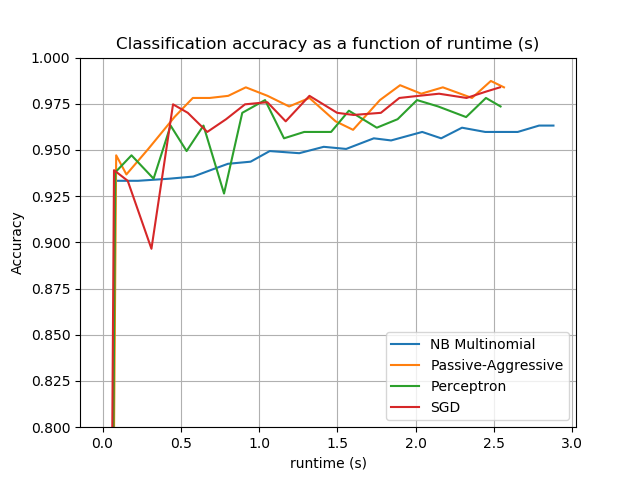 Classification accuracy as a function of runtime (s)
1.000
0.975
0.950
0.925
0.900
0.875
0.850
0.825
0.800
Accuracy
NB Multinomial
Passive-Aggressive
Perceptron
SGD
0.0 0.5 1.0 1.5 2.0 2.5 3.0
runtime (s)